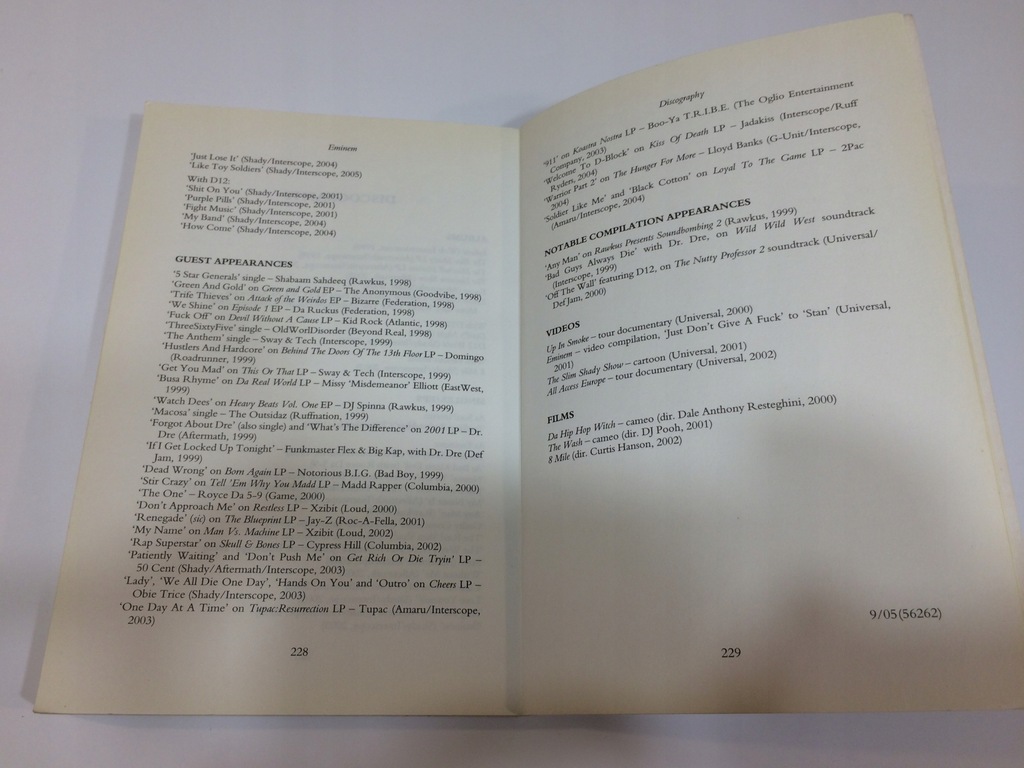 Eminem
'Just Lose It' (Shady/Interscope, 2004)
'Like Toy Soldiers' (Shady/Interscope, 2005)
With D12:
'Shit On You' (Shady/Interscope, 2001)
'Purple Pills' (Shady/Interscope, 2001)
'Fight Music' (Shady/Interscope, 2001)
'My Band' (Shady/Interscope, 2004)
'How Come' (Shady/Interscope, 2004)
GUEST APPEARANCES
'5 Star Generals' single – Shabaam Sahdeeq (Rawkus, 1998)
'Green And Gold' on Green and Gold EP – The Anonymous (Goodvibe, 1998)
'Trife Thieves' on Attack of the Weirdos EP – Bizarre (Federation, 1998)
'We Shine' on Episode 1 EP – Da Ruckus (Federation, 1998)
'Fuck Off' on Devil Without A Cause LP – Kid Rock (Atlantic, 1998)
'ThreeSixtyFive' single – OldWorlDisorder (Beyond Real, 1998)
'The Anthem' single – Sway & Tech (Interscope, 1999)
'Hustlers And Hardcore' on Behind The Doors Of The 13th Floor LP – Domingo
(Roadrunner, 1999)
'Get You Mad' on This Or That LP – Sway & Tech (Interscope, 1999)
'Busa Rhyme' on Da Real World LP – Missy 'Misdemeanor' Elliott (EastWest,
1999)
'Watch Dees' on Heavy Beats Vol. One EP – DJ Spinna (Rawkus, 1999)
'Macosa' single – The Outsidaz (Ruffnation, 1999)
'Forgot About Dre' (also single) and 'What's The Difference' on 2001 LP – Dr.
Dre (Aftermath, 1999)
'If I Get Locked Up Tonight' – Funkmaster Flex & Big Kap, with Dr. Dre (Def
Jam, 1999)
'Dead Wrong' on Born Again LP – Notorious B.I.G. (Bad Boy, 1999)
'Stir Crazy' on Tell 'Em Why You Madd LP – Madd Rapper (Columbia, 2000)
'The One' – Royce Da 5-9 (Game, 2000)
'Don't Approach Me' on Restless LP – Xzibit (Loud, 2000)
'Renegade' (sic) on The Blueprint LP – Jay-Z (Roc-A-Fella, 2001)
'My Name' on Man Vs. Machine LP – Xzibit (Loud, 2002)
'Rap Superstar' on Skull & Bones LP – Cypress Hill (Columbia, 2002)
'Patiently Waiting' and 'Don't Push Me' on Get Rich Or Die Tryin' LP –
50 Cent (Shady/Aftermath/Interscope, 2003)
'Lady', 'We All Die One Day', 'Hands On You' and 'Outro' on Cheers LP –
Obie Trice (Shady/Interscope, 2003)
'One Day At A Time' on Tupac:Resurrection LP – Tupac (Amaru/Interscope,
2003)
228
Discography
'911' on Koastra Nostra LP – Boo-Ya T.R.I.B.E. (The Oglio Entertainment
Company, 2003)
'Welcome To D-Block' on Kiss Of Death LP – Jadakiss (Interscope/Ruff
Ryders, 2004)
'Warrior Part 2' on The Hunger For More – Lloyd Banks (G-Unit/Interscope,
2004)
'Soldier Like Me' and 'Black Cotton' on Loyal To The Game LP – 2Pac
(Amaru/Interscope, 2004)
NOTABLE COMPILATION APPEARANCES
'Any Man' on Rawkus Presents Soundbombing 2 (Rawkus, 1999)
'Bad Guys Always Die' with Dr. Dre, on Wild Wild West soundtrack
(Interscope, 1999)
'Off The Wall' featuring D12, on The Nutty Professor 2 soundtrack (Universal/
Def Jam, 2000)
VIDEOS
Up In Smoke – tour documentary (Universal, 2000)
Eminem – video compilation, 'Just Don't Give A Fuck' to 'Stan' (Universal,
2001)
The Slim Shady Show – cartoon (Universal, 2001)
All Access Europe – tour documentary (Universal, 2002)
FILMS
Da Hip Hop Witch – cameo (dir. Dale Anthony Resteghini, 2000)
The Wash – cameo (dir. DJ Pooh, 2001)
8 Mile (dir. Curtis Hanson, 2002)
9/05(56262)
229